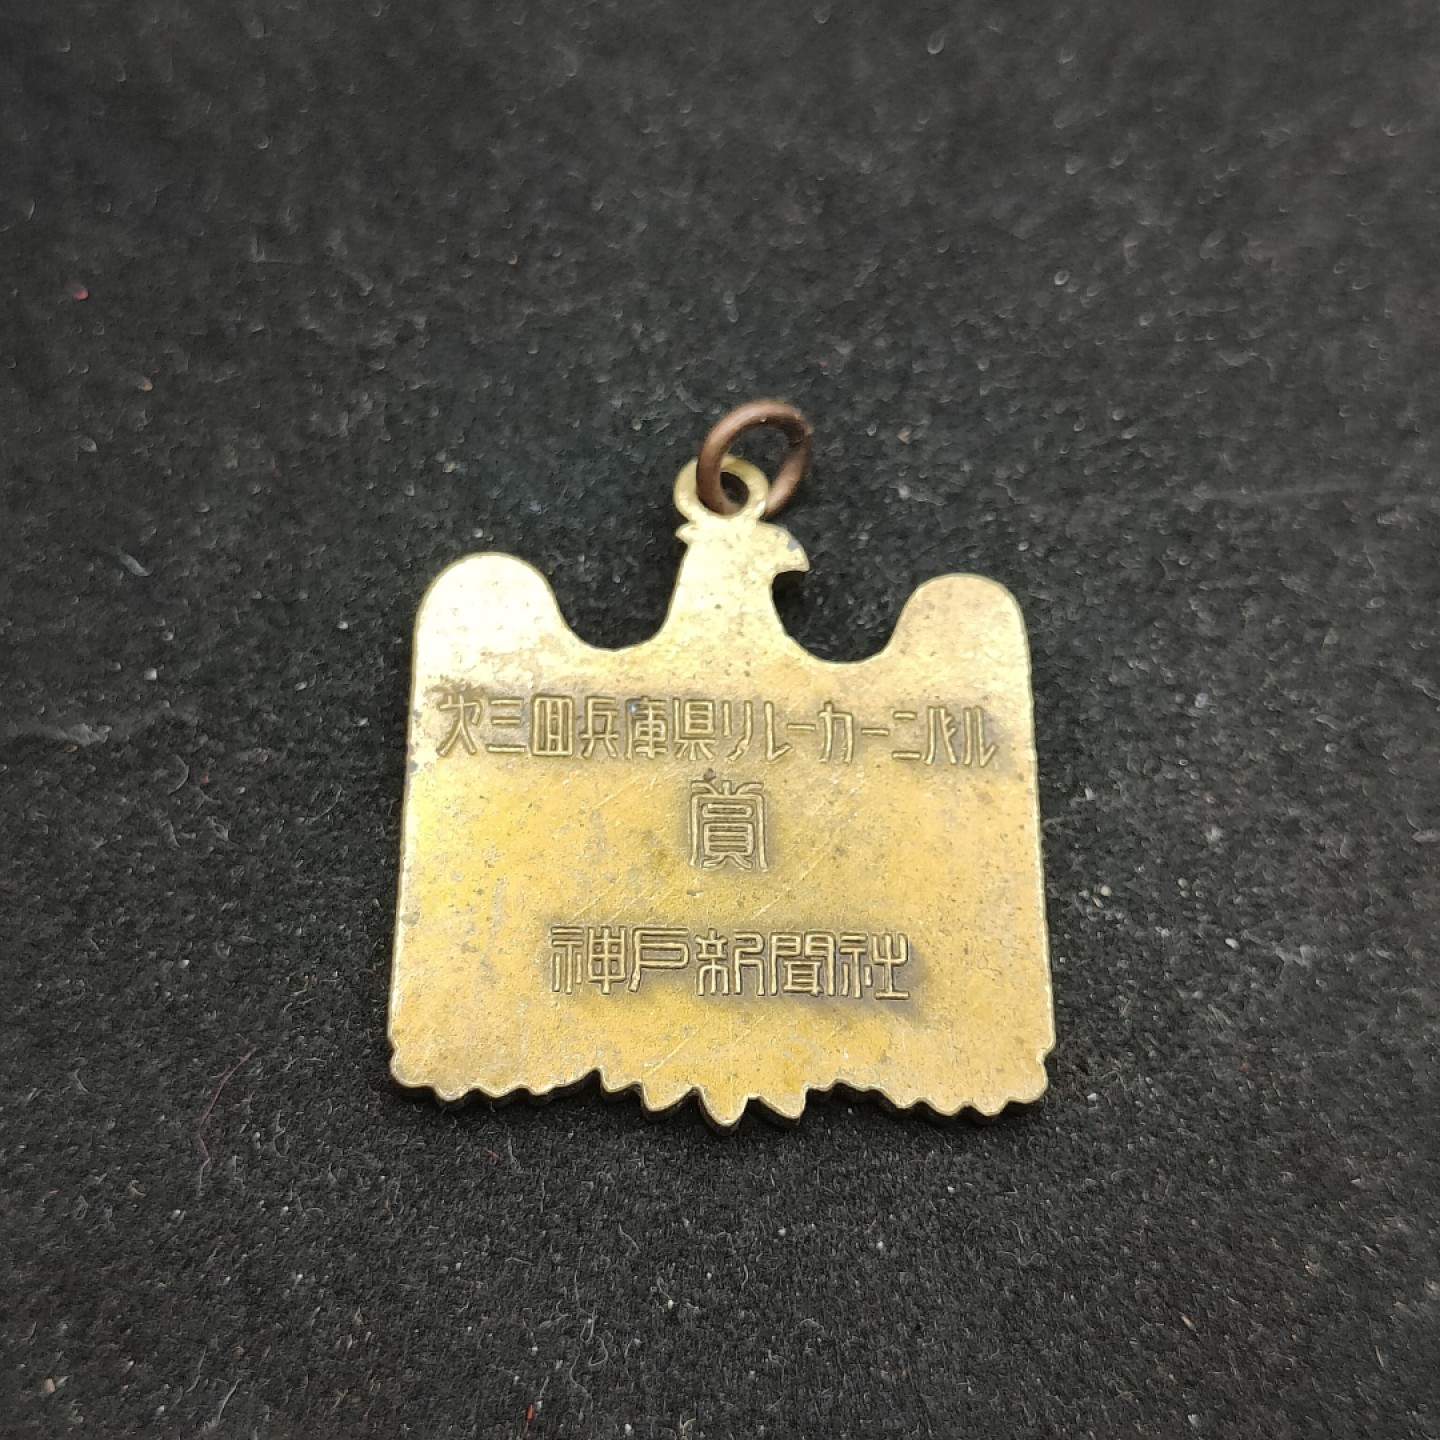 次三回兵庫県リレーカーニバル
賞
神戸新聞社